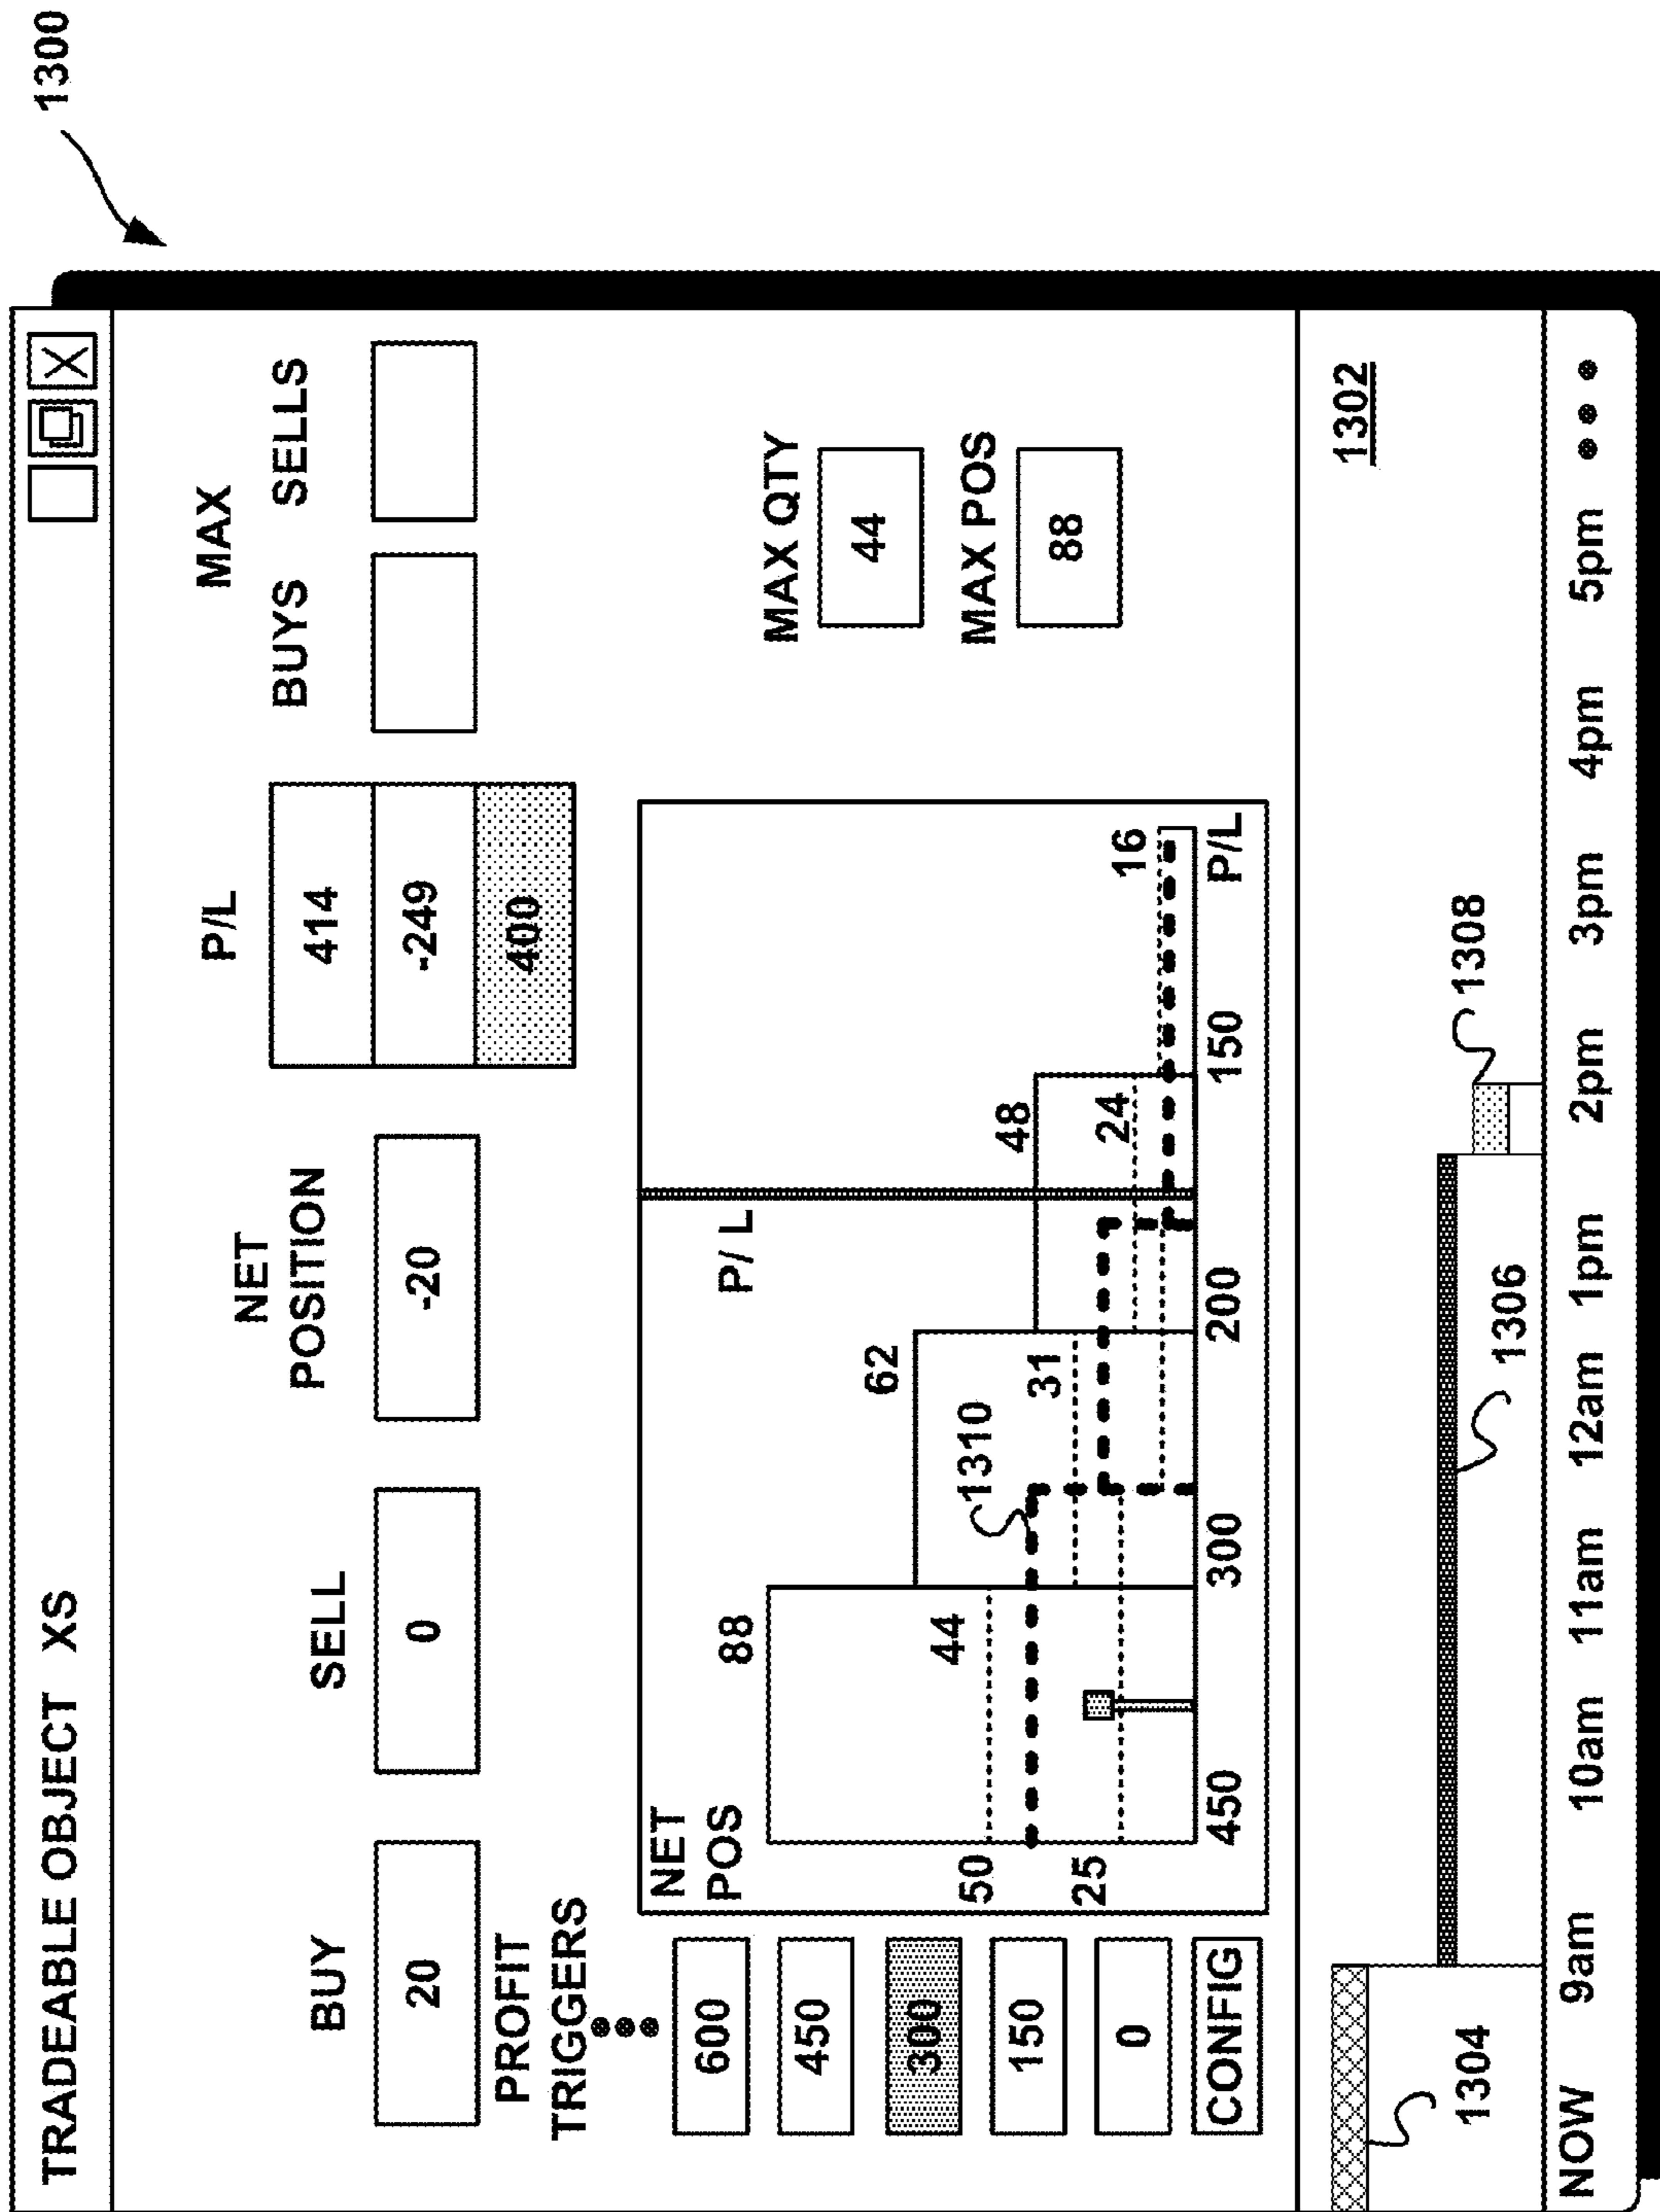 1300
TRADEABLE OBJECT XS
X
BUY
20
SELL
0
NET
POSITION
-20
P/L
414
-249
400
MAX
BUYS SELLS
PROFIT
TRIGGERS
600
450
300
150
0
CONFIG
NET
POS
50
25
88
44
1310
62
31
P/ L
48
24
16
450 300 200 150 P/L
MAX QTY
44
MAX POS
88
1302
1304
1306
1308
NOW 9am 10am 11am 12am 1pm 2pm 3pm 4pm 5pm